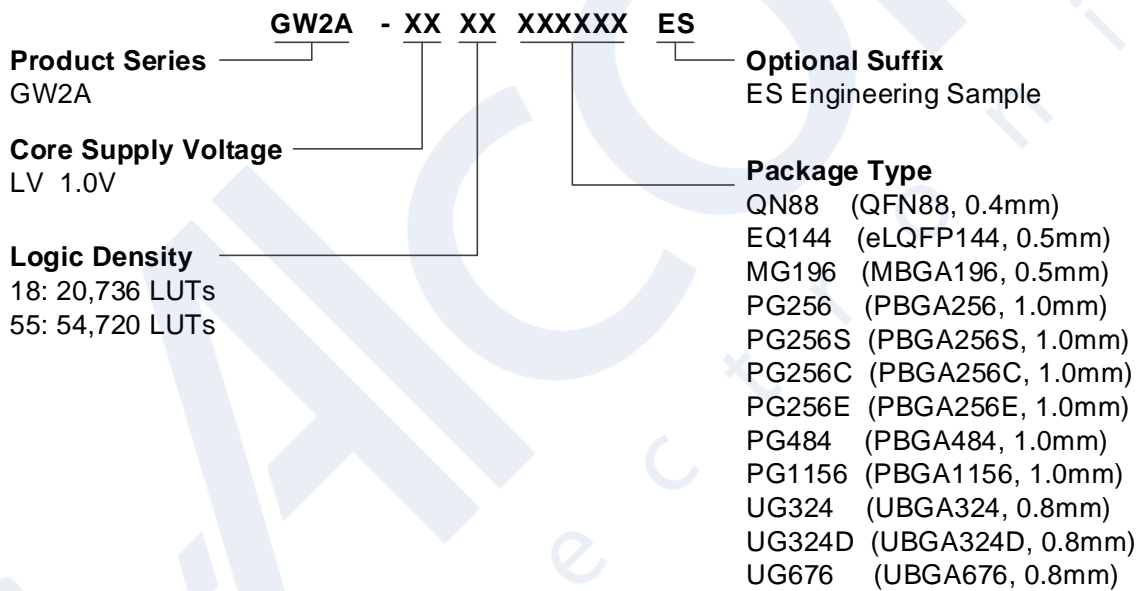 GW2A - XX XX XXXXXX ES
Product Series
GW2A
Core Supply Voltage
LV 1.0V
Logic Density
18: 20,736 LUTs
55: 54,720 LUTs
Optional Suffix
ES Engineering Sample
Package Type
QN88 (QFN88, 0.4mm)
EQ144 (eLQFP144, 0.5mm)
MG196 (MBGA196, 0.5mm)
PG256 (PBGA256, 1.0mm)
PG256S (PBGA256S, 1.0mm)
PG256C (PBGA256C, 1.0mm)
PG256E (PBGA256E, 1.0mm)
PG484 (PBGA484, 1.0mm)
PG1156 (PBGA1156, 1.0mm)
UG324 (UBGA324, 0.8mm)
UG324D (UBGA324D, 0.8mm)
UG676 (UBGA676, 0.8mm)